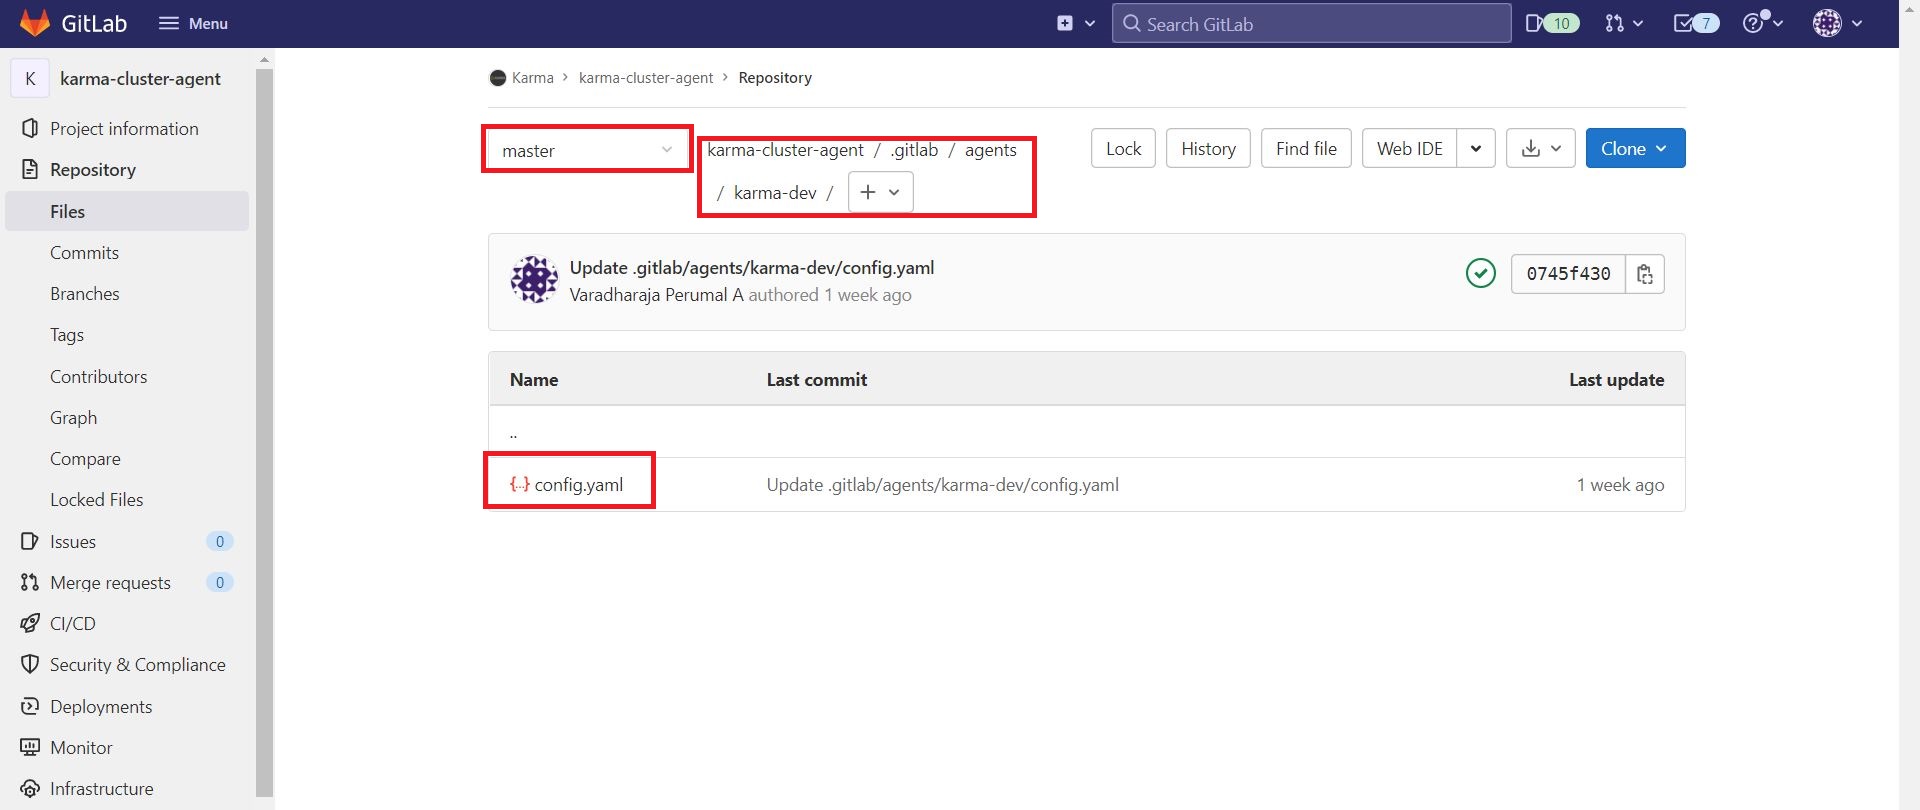 GitLab Menu Search GitLab 10 7
K karma-cluster-agent
Project information
Repository
Files
Commits
Branches
Tags
Contributors
Graph
Compare
Locked Files
Issues 0
Merge requests 0
CI/CD
Security & Compliance
Deployments
Monitor
Infrastructure
Karma > karma-cluster-agent > Repository
master
karma-cluster-agent / .gitlab / agents
/ karma-dev / +
Lock History Find file Web IDE Clone
Update .gitlab/agents/karma-dev/config.yaml
Varadharaja Perumal A authored 1 week ago
0745f430
Name Last commit Last update
..
{..} config.yaml Update .gitlab/agents/karma-dev/config.yaml 1 week ago